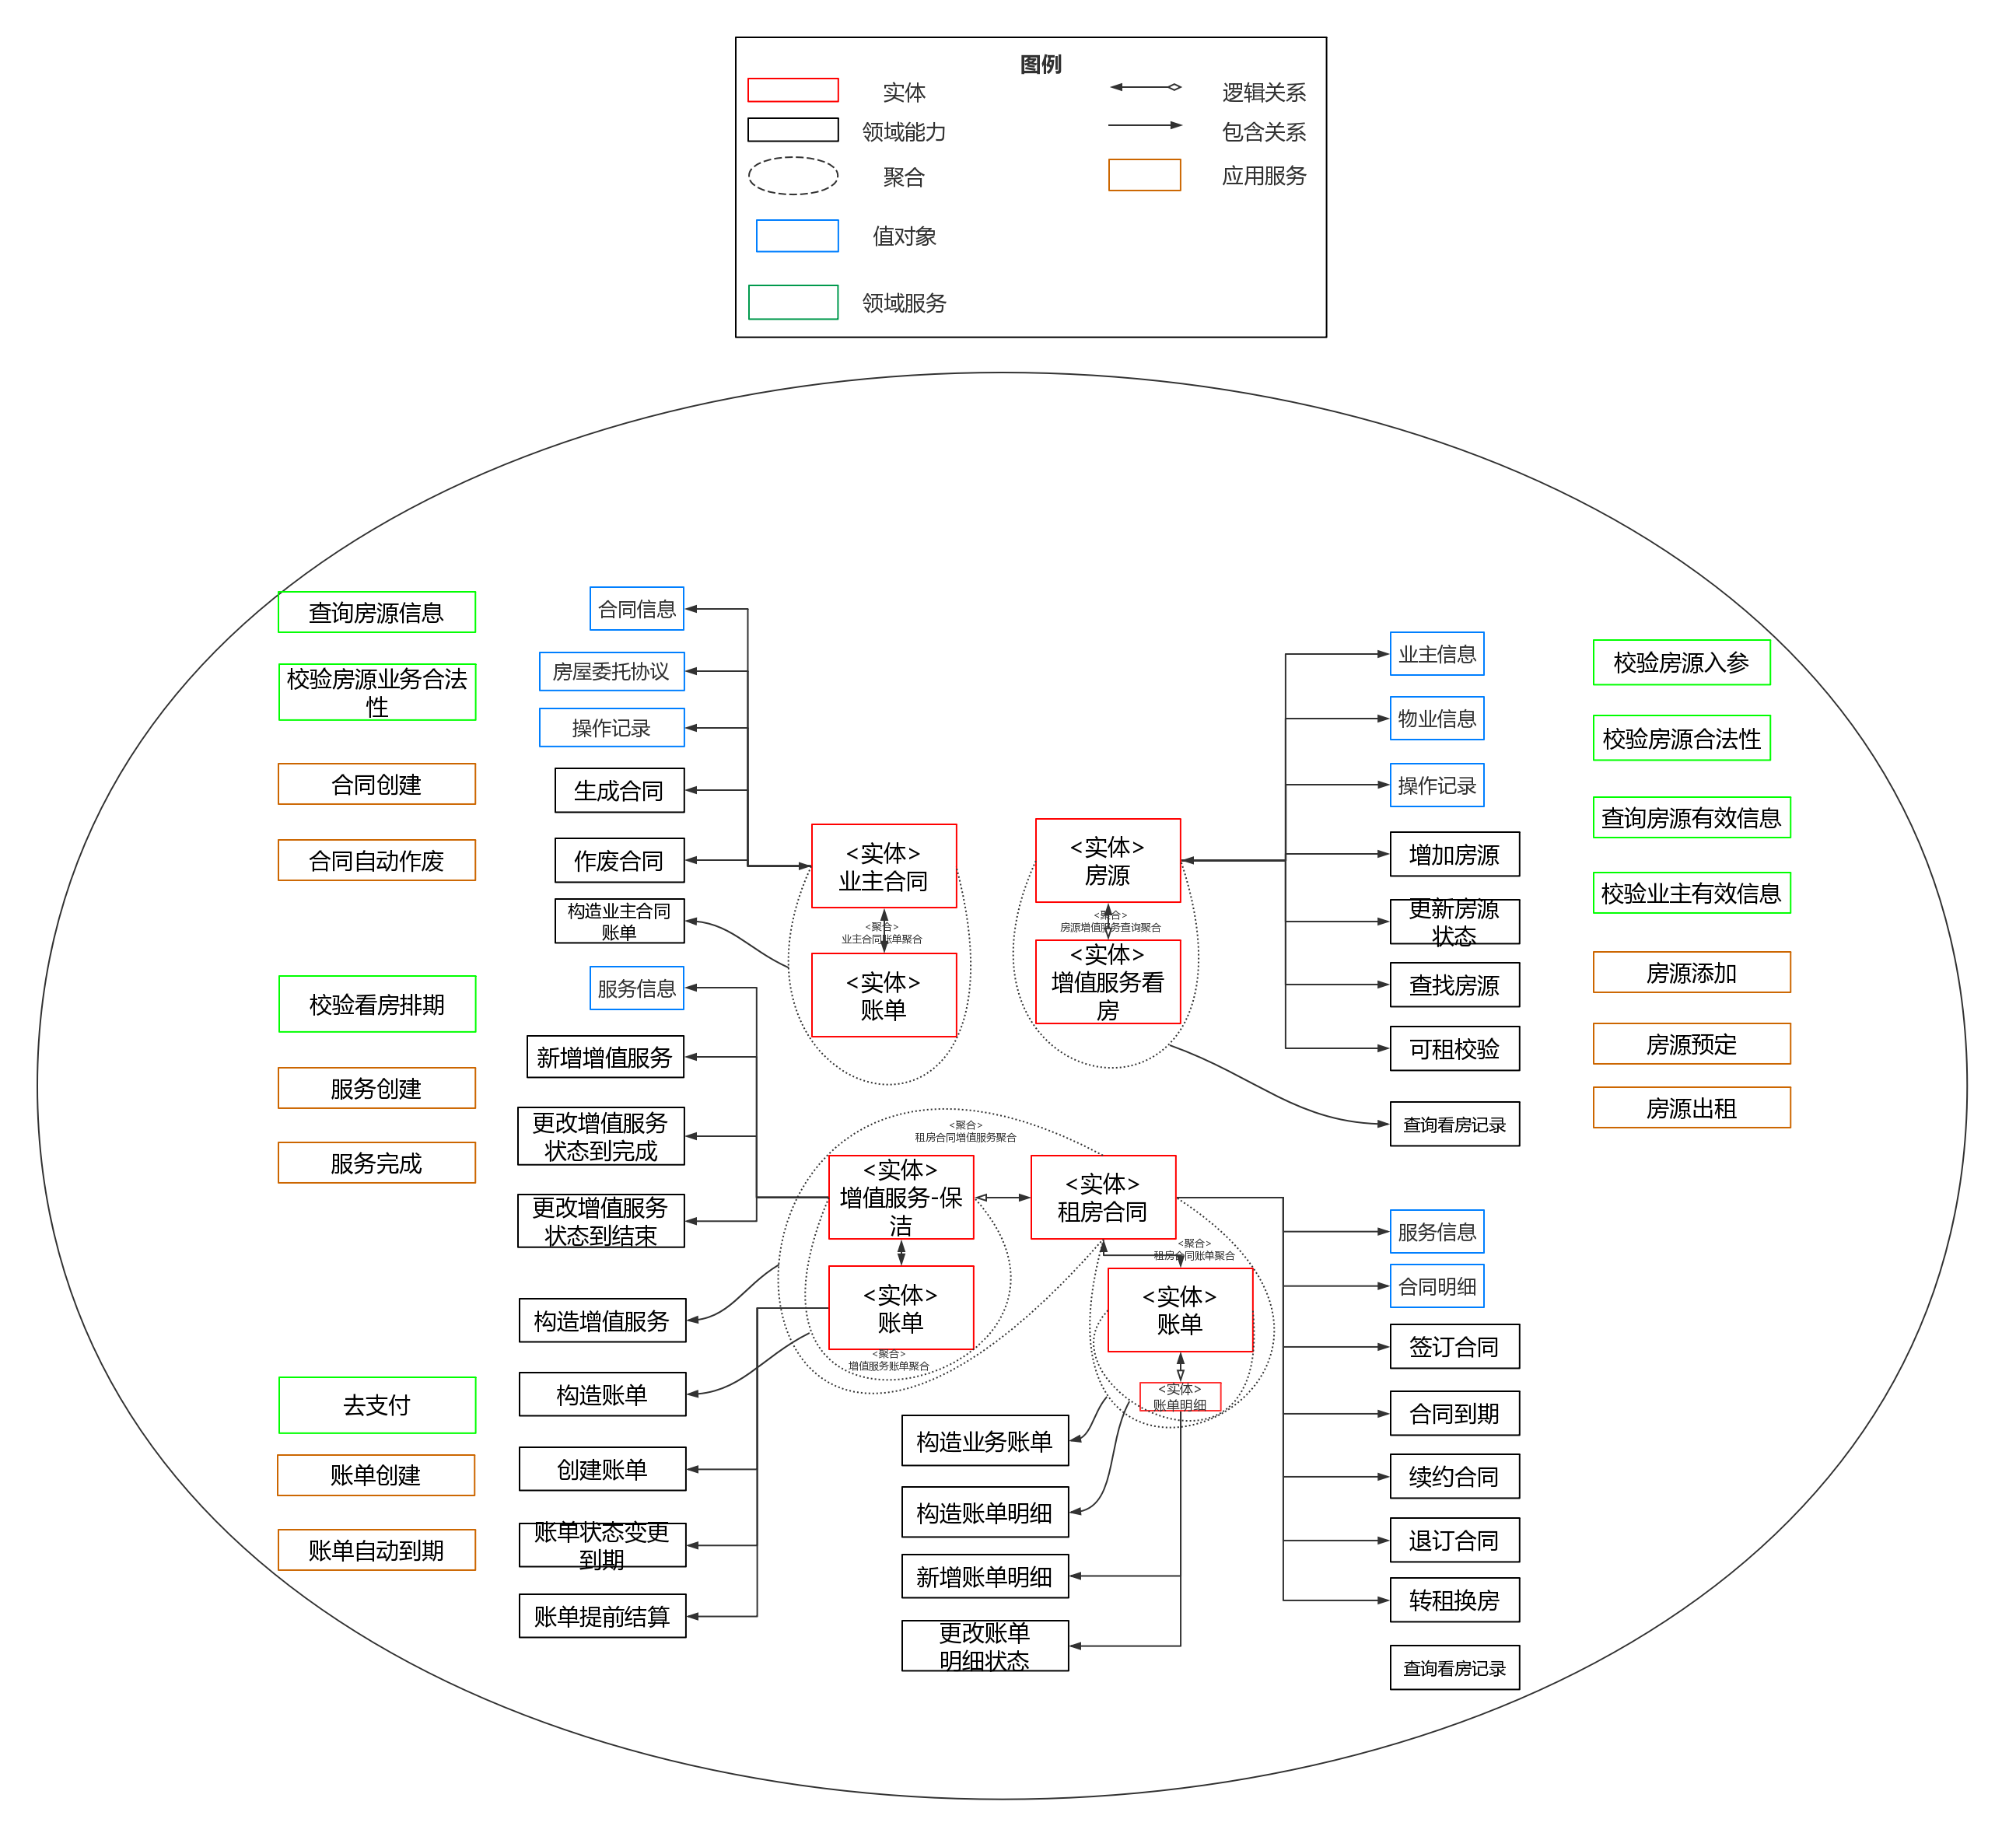 图例
实体
逻辑关系
领域能力
包含关系
聚合
应用服务
值对象
领域服务
查询房源信息
校验房源业务合法
性
合同创建
合同自动作废
校验看房排期
服务创建
服务完成
去支付
账单创建
账单自动到期
合同信息
房屋委托协议
操作记录
生成合同
作废合同
构造业主合同
账单
服务信息
新增增值服务
更改增值服务
状态到完成
更改增值服务
状态到结束
构造增值服务
构造账单
创建账单
账单状态变更
到期
账单提前结算
<实体>
业主合同
<聚合>
业主合同账单聚合
<实体>
账单
<实体>
房源
<聚合>
房源增值服务查询聚合
<实体>
增值服务看
房
<聚合>
租房合同增值服务聚合
<实体>
增值服务-保
洁
<实体>
租房合同
<实体>
账单
<聚合>
增值服务账单聚合
<聚合>
租房合同账单聚合
<实体>
账单
<实体>
账单明细
构造业务账单
构造账单明细
新增账单明细
更改账单
明细状态
业主信息
物业信息
操作记录
增加房源
更新房源
状态
查找房源
可租校验
查询看房记录
服务信息
合同明细
签订合同
合同到期
续约合同
退订合同
转租换房
查询看房记录
校验房源入参
校验房源合法性
查询房源有效信息
校验业主有效信息
房源添加
房源预定
房源出租